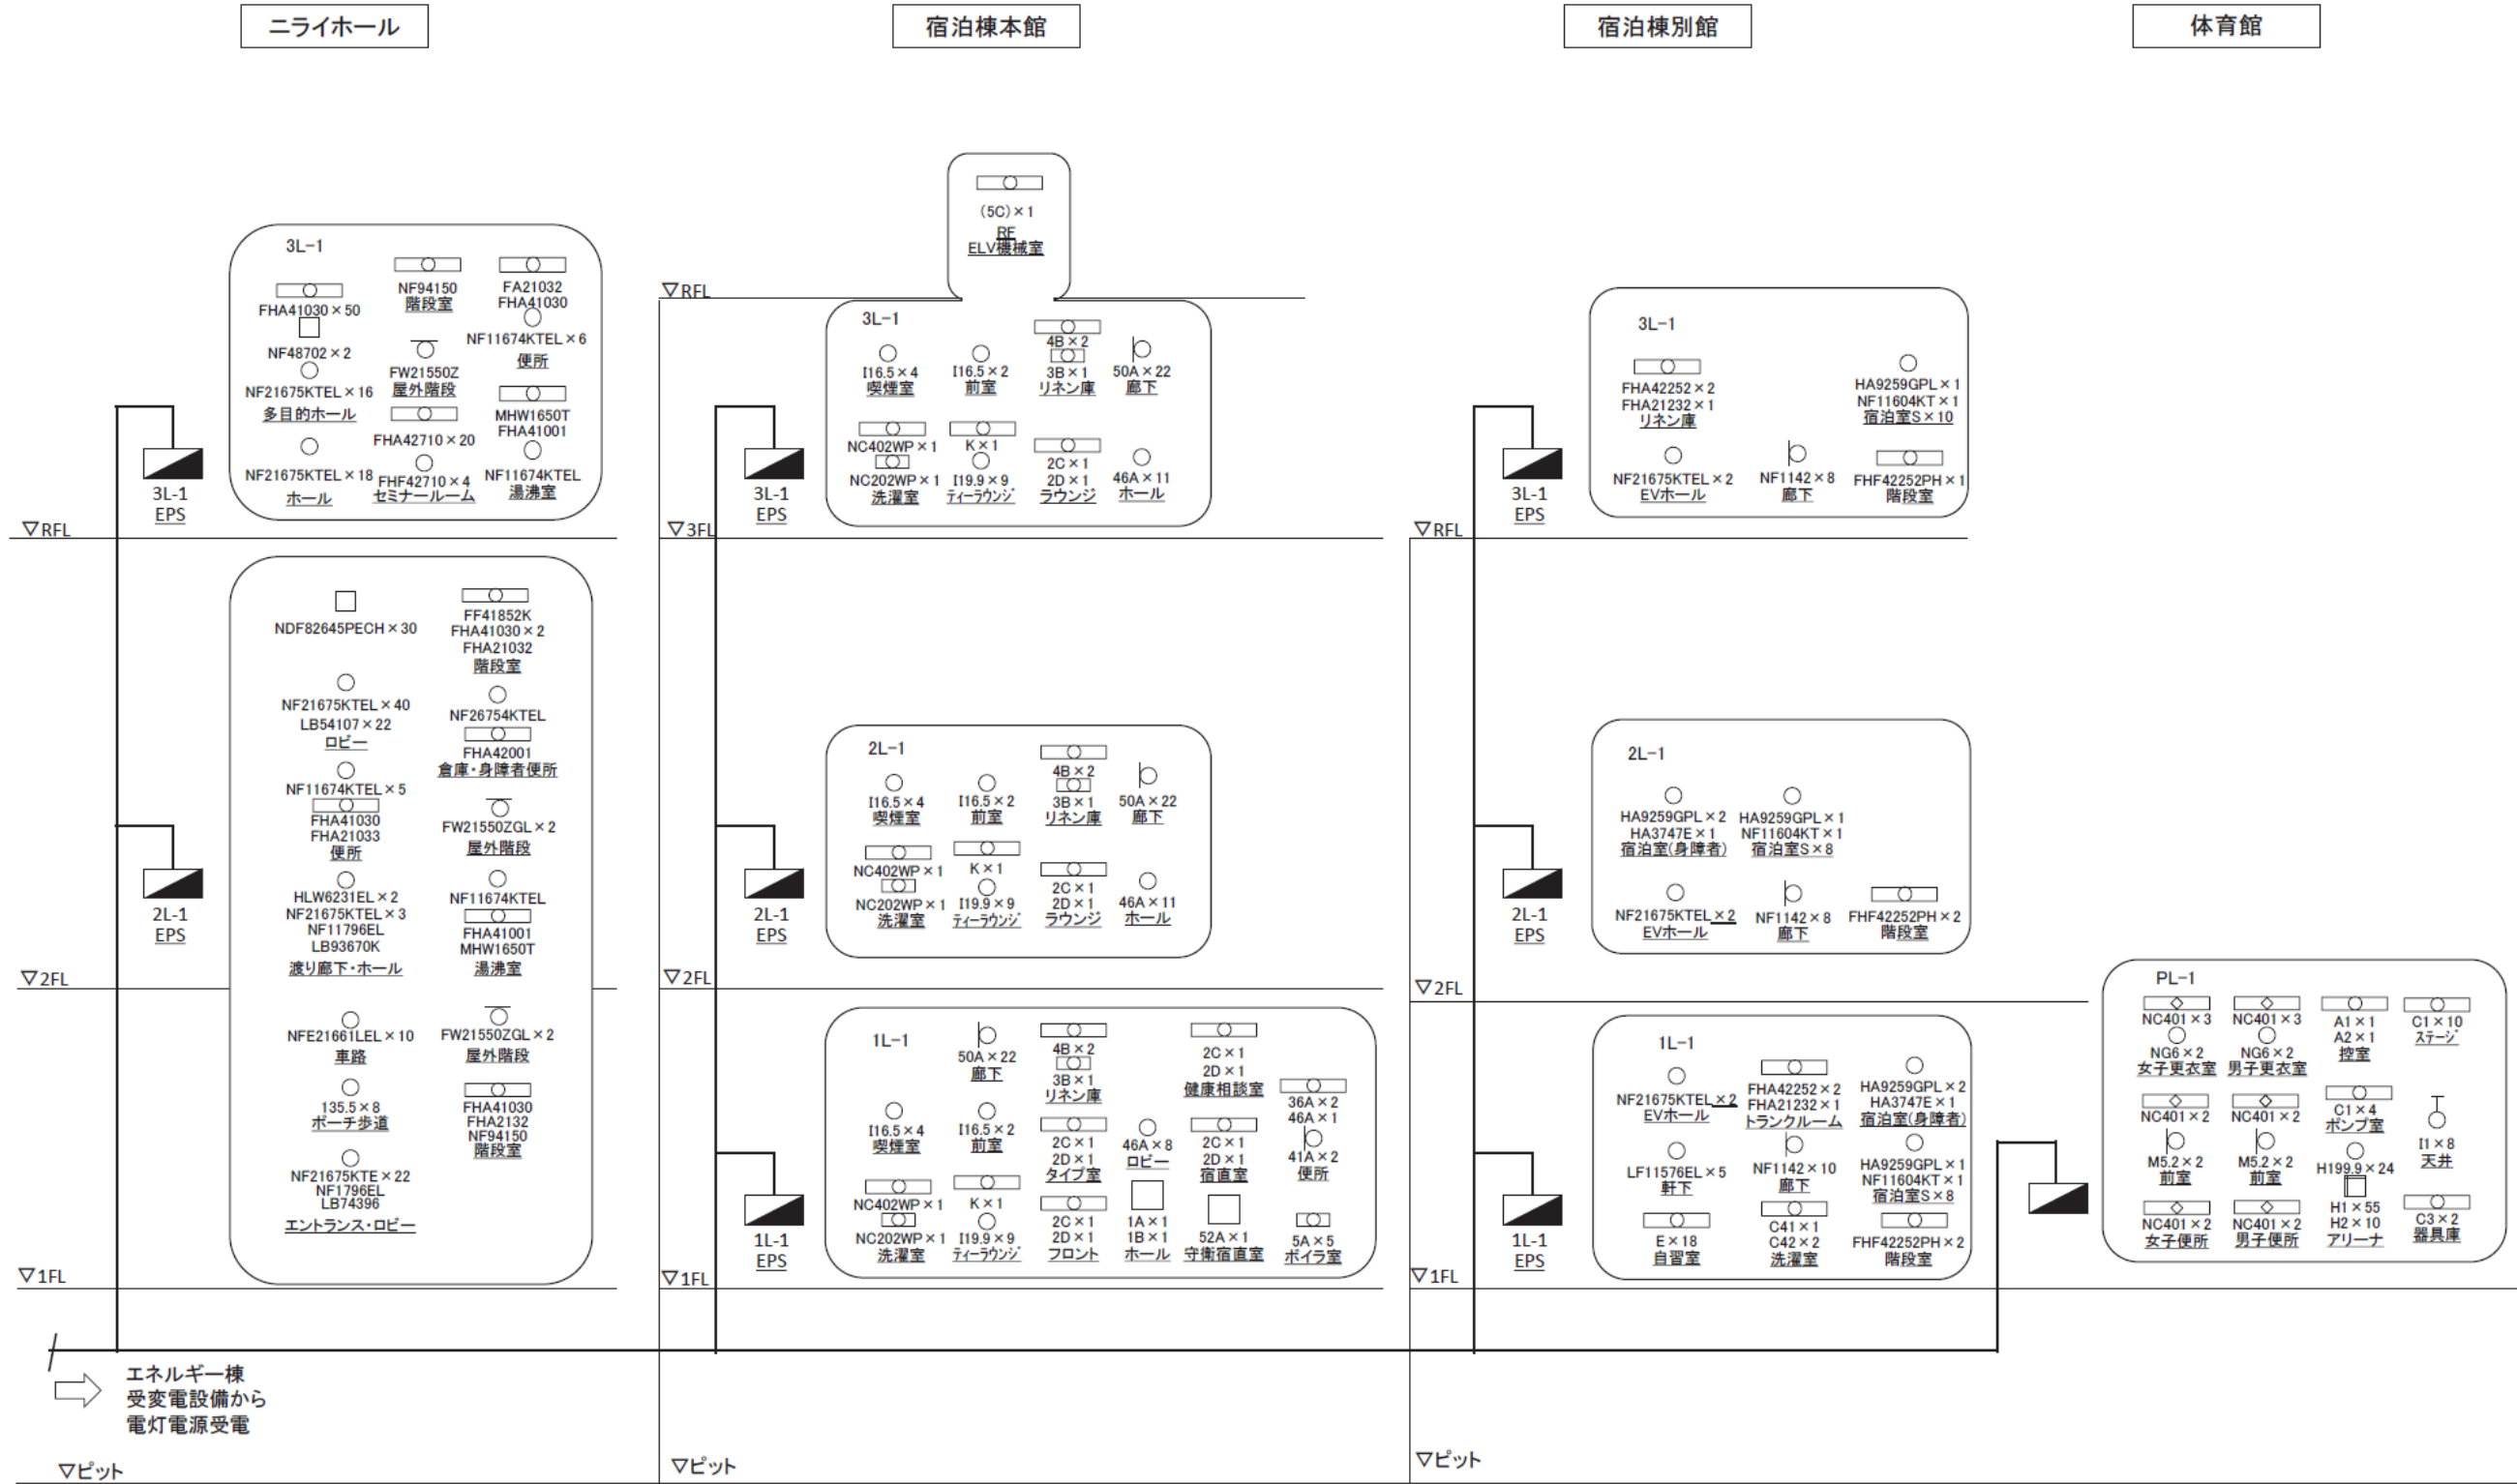 ニライホール
宿泊棟本館
宿泊棟別館
体育館
3L-1
FHA41030×50
NF48702×2
NF21675KTEL×16
多目的ホール
NF21675KTEL×18
ホール
NF94150
階段室
FW21550Z
屋外階段
FHA42710×20
FHF42710×4
セミナールーム
FA21032
FHA41030
NF11674KTEL×6
便所
MHW1650T
FHA41001
NF11674KTEL
湯沸室
3L-1
EPS
▽RFL
NDF82645PECH×30
NF21675KTEL×40
LB54107×22
ロビー
NF11674KTEL×5
FHA41030
FHA21033
便所
HLW6231EL×2
NF21675KTEL×3
NF11796EL
LB93670K
渡り廊下・ホール
NFE21661LEL×10
車路
135.5×8
ポーチ歩道
NF21675KTE×22
NF1796EL
LB74396
エントランス・ロビー
FF41852K
FHA41030×2
FHA21032
階段室
NF26754KTEL
FHA42001
倉庫・身障者便所
FW21550ZGL×2
屋外階段
NF11674KTEL
FHA41001
MHW1650T
湯沸室
FW21550ZGL×2
屋外階段
FHA41030
FHA2132
NF94150
階段室
2L-1
EPS
▽2FL
▽1FL
エネルギー棟
受変電設備から
電灯電源受電
▽ピット
(5C)×1
RF
ELV機械室
▽RFL
3L-1
I16.5×4
喫煙室
I16.5×2
前室
4B×2
3B×1
リネン庫
50A×22
廊下
NC402WP×1
NC202WP×1
洗濯室
K×1
I19.9×9
ティーラウンジ
2C×1
2D×1
ラウンジ
46A×11
ホール
3L-1
EPS
▽3FL
2L-1
I16.5×4
喫煙室
I16.5×2
前室
4B×2
3B×1
リネン庫
50A×22
廊下
NC402WP×1
NC202WP×1
洗濯室
K×1
I19.9×9
ティーラウンジ
2C×1
2D×1
ラウンジ
46A×11
ホール
2L-1
EPS
▽2FL
1L-1
50A×22
廊下
4B×2
3B×1
リネン庫
2C×1
2D×1
健康相談室
36A×2
46A×1
41A×2
便所
I16.5×4
喫煙室
I16.5×2
前室
2C×1
2D×1
タイプ室
46A×8
ロビー
2C×1
2D×1
宿直室
NC402WP×1
NC202WP×1
洗濯室
K×1
I19.9×9
ティーラウンジ
2C×1
2D×1
フロント
1A×1
1B×1
ホール
52A×1
守衛宿直室
5A×5
ボイラ室
1L-1
EPS
▽1FL
▽ピット
3L-1
FHA42252×2
FHA21232×1
リネン庫
HA9259GPL×1
NF11604KT×1
宿泊室S×10
NF21675KTEL×2
EVホール
NF1142×8
廊下
FHF42252PH×1
階段室
3L-1
EPS
▽RFL
2L-1
HA9259GPL×2
HA3747E×1
宿泊室(身障者)
HA9259GPL×1
NF11604KT×1
宿泊室S×8
NF21675KTEL×2
EVホール
NF1142×8
廊下
FHF42252PH×2
階段室
2L-1
EPS
▽2FL
1L-1
NF21675KTEL×2
EVホール
FHA42252×2
FHA21232×1
トランクルーム
HA9259GPL×2
HA3747E×1
宿泊室(身障者)
LF11576EL×5
軒下
NF1142×10
廊下
HA9259GPL×1
NF11604KT×1
宿泊室S×8
E×18
自習室
C41×1
C42×2
洗濯室
FHF42252PH×2
階段室
1L-1
EPS
▽1FL
▽ピット
PL-1
NC401×3
NG6×2
女子更衣室
NC401×3
NG6×2
男子更衣室
A1×1
A2×1
控室
C1×10
ステージ
NC401×2
M5.2×2
前室
NC401×2
M5.2×2
前室
C1×4
ポンプ室
I1×8
天井
NC401×2
女子便所
NC401×2
男子便所
H199.9×24
H1×55
H2×10
アリーナ
C3×2
器具庫